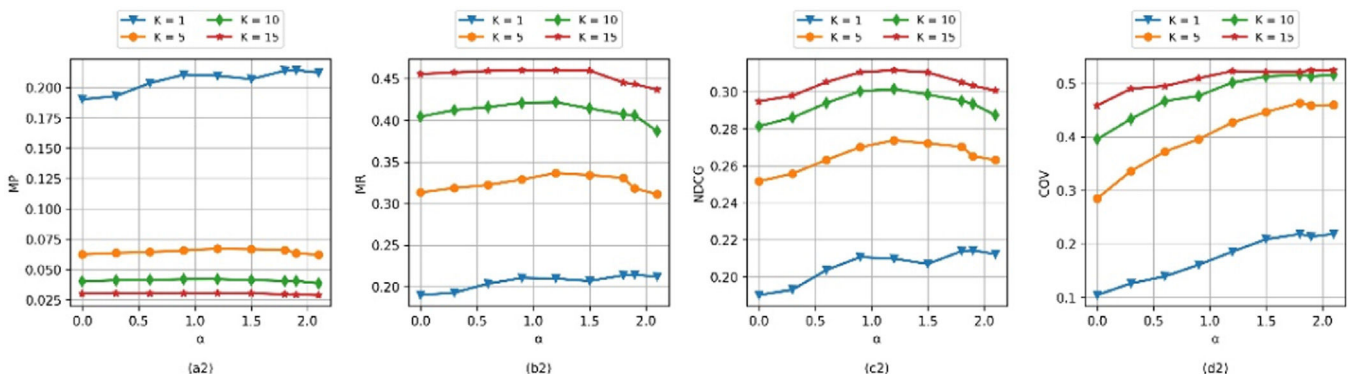 K = 1 K = 10
K = 5 K = 15
0.200
0.175
0.150
0.125
0.100
0.075
0.050
0.025
MP
0.0 0.5 1.0 1.5 2.0
α
(a2)
K = 1 K = 10
K = 5 K = 15
0.45
0.40
0.35
0.30
0.25
0.20
MR
0.0 0.5 1.0 1.5 2.0
α
(b2)
K = 1 K = 10
K = 5 K = 15
0.30
0.28
0.26
0.24
0.22
0.20
NDCG
0.0 0.5 1.0 1.5 2.0
α
(c2)
K = 1 K = 10
K = 5 K = 15
0.5
0.4
0.3
0.2
0.1
COV
0.0 0.5 1.0 1.5 2.0
α
(d2)